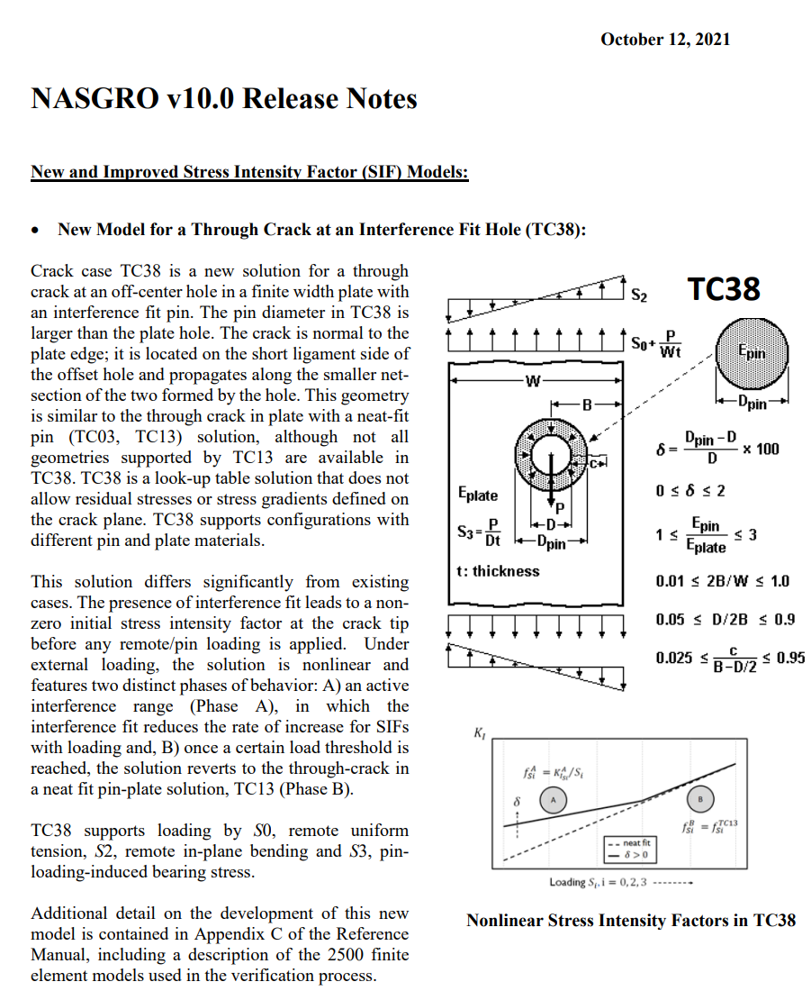 October 12, 2021
NASGRO v10.0 Release Notes
New and Improved Stress Intensity Factor (SIF) Models:
• New Model for a Through Crack at an Interference Fit Hole (TC38):
Crack case TC38 is a new solution for a through
crack at an off-center hole in a finite width plate with
an interference fit pin. The pin diameter in TC38 is
larger than the plate hole. The crack is normal to the
plate edge; it is located on the short ligament side of
the offset hole and propagates along the smaller net-
section of the two formed by the hole. This geometry
is similar to the through crack in plate with a neat-fit
pin (TC03, TC13) solution, although not all
geometries supported by TC13 are available in
TC38. TC38 is a look-up table solution that does not
allow residual stresses or stress gradients defined on
the crack plane. TC38 supports configurations with
different pin and plate materials.
This solution differs significantly from existing
cases. The presence of interference fit leads to a non-
zero initial stress intensity factor at the crack tip
before any remote/pin loading is applied. Under
external loading, the solution is nonlinear and
features two distinct phases of behavior: A) an active
interference range (Phase A), in which the
interference fit reduces the rate of increase for SIFs
with loading and, B) once a certain load threshold is
reached, the solution reverts to the through-crack in
a neat fit pin-plate solution, TC13 (Phase B).
TC38 supports loading by S0, remote uniform
tension, S2, remote in-plane bending and S3, pin-
loading-induced bearing stress.
Additional detail on the development of this new
model is contained in Appendix C of the Reference
Manual, including a description of the 2500 finite
element models used in the verification process.
S2
TC38
S0+ P/Wt
Epin
W
Dpin
B
δ = (Dpin - D)/D x 100
C
Eplate
P
0 ≤ δ ≤ 2
S3= P/Dt
D
Dpin
1 ≤ Epin/Eplate ≤ 3
t: thickness
0.01 ≤ 2B/W ≤ 1.0
0.05 ≤ D/2B ≤ 0.9
0.025 ≤ c/(B-D/2) ≤ 0.95
K_I
f_Si^A = K_I,Si^A/S_i
δ
A
B
f_Si^B = f_Si^TC13
neat fit
δ > 0
Loading S_i, i = 0,2,3
Nonlinear Stress Intensity Factors in TC38